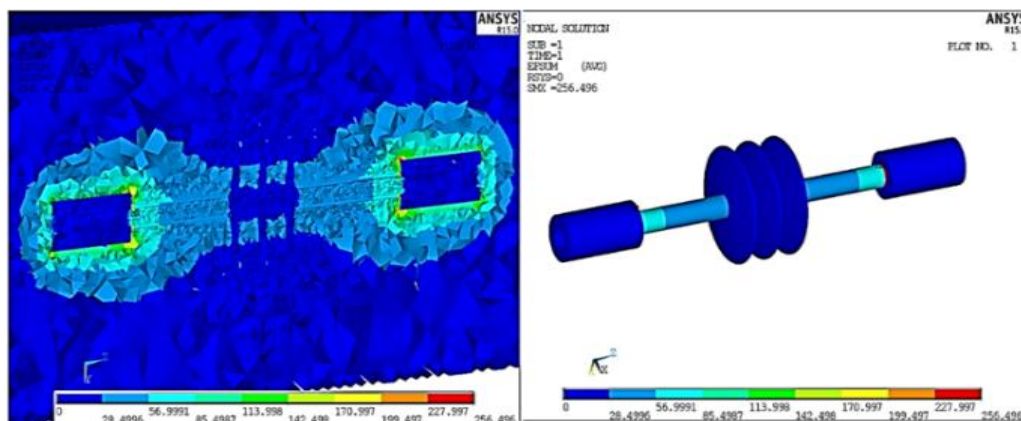 ANSYS
R15.0
0 28.4996 56.9991 85.4987 113.998 142.498 170.997 199.497 227.997 256.496
ANSYS
R15.0
NODAL SOLUTION
PLOT NO. 1
SUB =1
TIME=1
EFSUM (AVG)
RSYS=0
SMX =256.496
X
0 28.4996 56.9991 85.4987 113.998 142.498 170.997 199.497 227.997 256.496